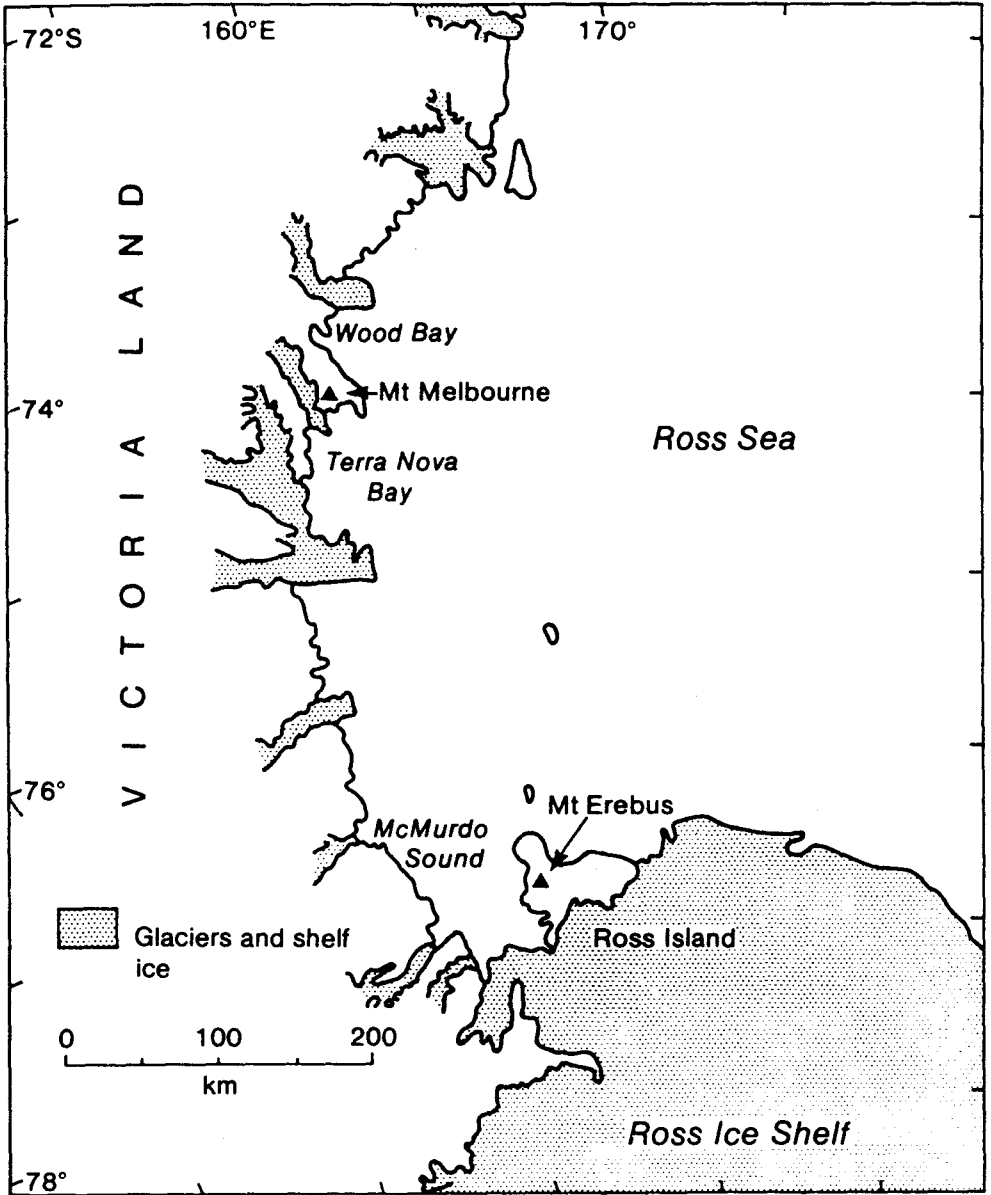 72°S
160°E
170°
VICTORIA LAND
Wood Bay
Mt Melbourne
74°
Ross Sea
Terra Nova
Bay
76°
Mt Erebus
McMurdo
Sound
Glaciers and shelf
ice
Ross Island
0 100 200
km
Ross Ice Shelf
78°